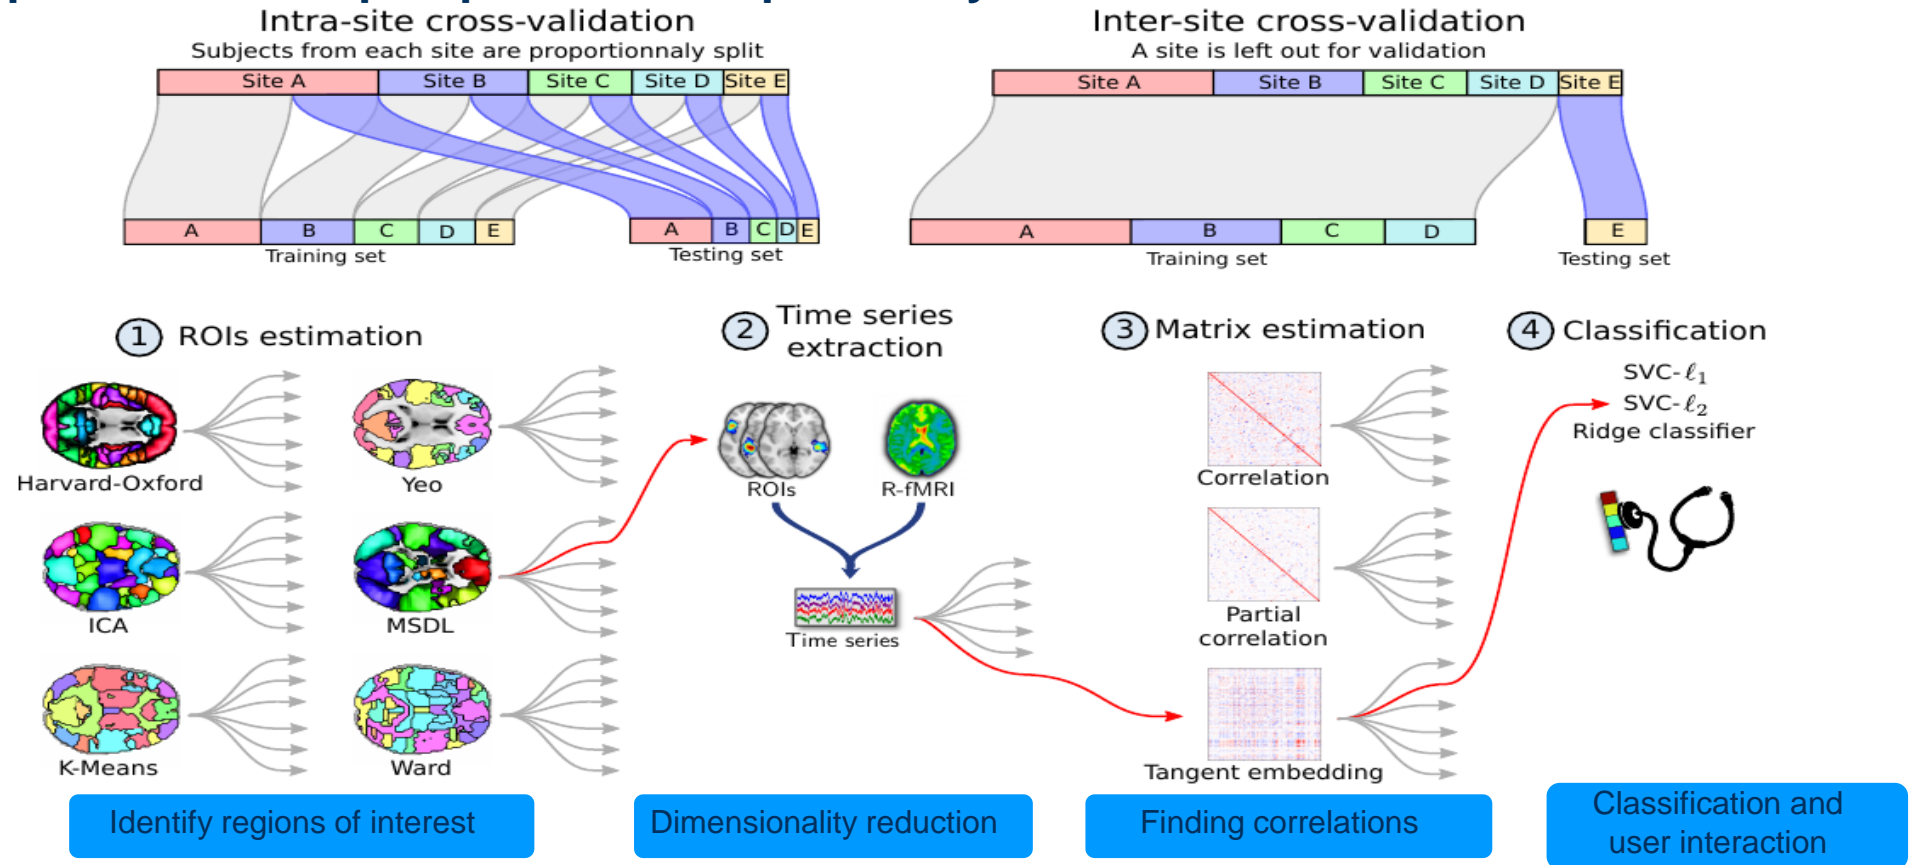 Intra-site cross-validation
Subjects from each site are proportionnaly split
Site A Site B Site C Site D Site E
A B C D E
Training set
A B C D E
Testing set
Inter-site cross-validation
A site is left out for validation
Site A Site B Site C Site D Site E
A B C D
Training set
E
Testing set
1 ROIs estimation
Harvard-Oxford
Yeo
ICA
MSDL
K-Means
Ward
2 Time series
extraction
ROIs
R-fMRI
Time series
3 Matrix estimation
Correlation
Partial
correlation
Tangent embedding
4 Classification
SVC-ℓ1
SVC-ℓ2
Ridge classifier
Identify regions of interest
Dimensionality reduction
Finding correlations
Classification and
user interaction